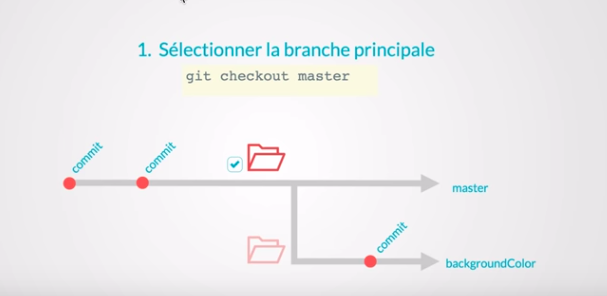 1. Sélectionner la branche principale
git checkout master
commit
commit
master
commit
backgroundColor